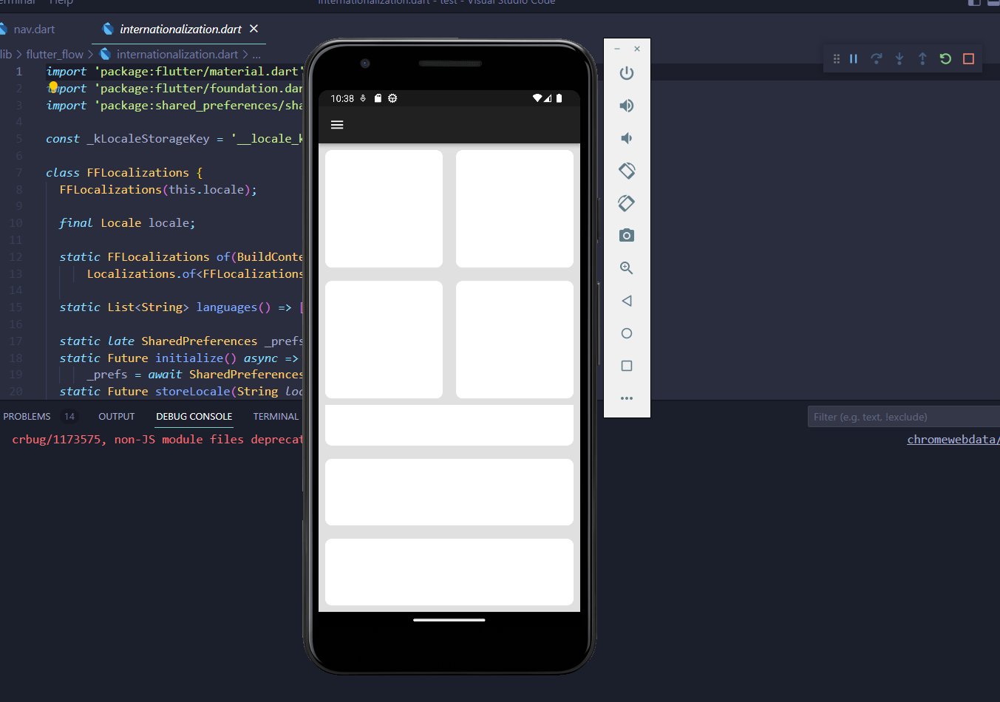 Help
internationalization.dart - test - Visual Studio Code
nav.dart
internationalization.dart
lib > flutter_flow > internationalization.dart > ...
1 import 'package:flutter/material.dart'
2 import 'package:flutter/foundation.dar
3 import 'package:shared_preferences/sha
4
5 const _kLocaleStorageKey = '__locale_k
6
7 class FFLocalizations {
8 FFLocalizations(this.locale);
9
10 final Locale locale;
11
12 static FFLocalizations of(BuildConte
13 Localizations.of<FFLocalizations
14
15 static List<String> languages() => [
16
17 static late SharedPreferences _prefs
18 static Future initialize() async =>
19 _prefs = await SharedPreferences
20 static Future storeLocale(String loc
10:38
PROBLEMS 14 OUTPUT DEBUG CONSOLE TERMINAL
Filter (e.g. text, !exclude)
crbug/1173575, non-JS module files deprecat
chromewebdata/